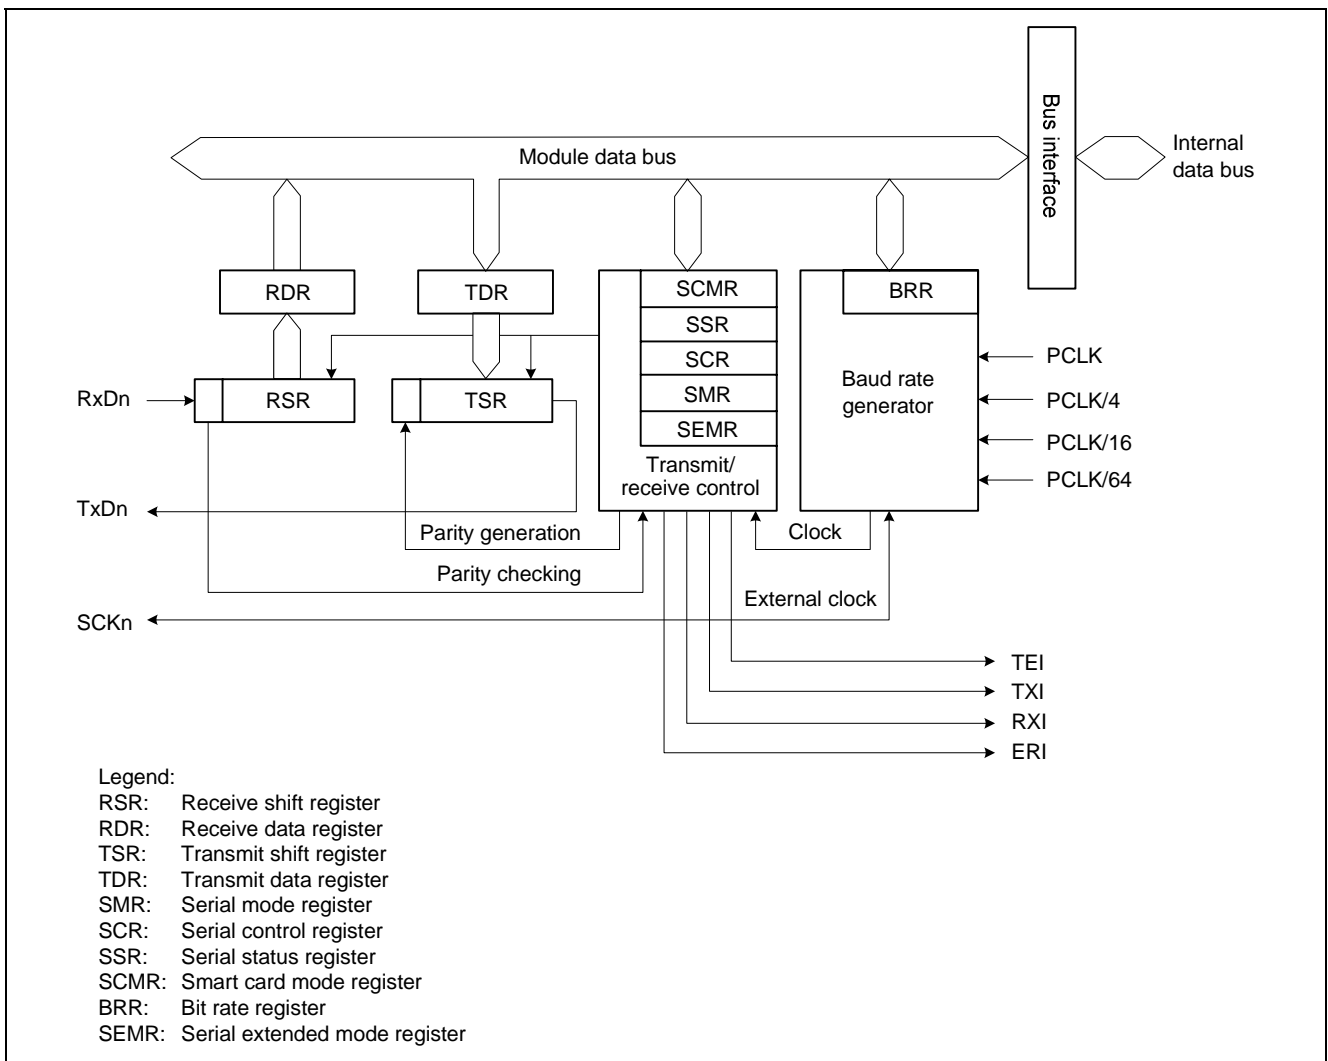 Bus interface
Module data bus
Internal
data bus
RDR
TDR
SCMR
SSR
SCR
SMR
SEMR
Transmit/
receive control
BRR
Baud rate
generator
PCLK
PCLK/4
PCLK/16
PCLK/64
RxDn
RSR
TSR
TxDn
Parity generation
Clock
Parity checking
External clock
SCKn
TEI
TXI
RXI
ERI
Legend:
RSR: Receive shift register
RDR: Receive data register
TSR: Transmit shift register
TDR: Transmit data register
SMR: Serial mode register
SCR: Serial control register
SSR: Serial status register
SCMR: Smart card mode register
BRR: Bit rate register
SEMR: Serial extended mode register